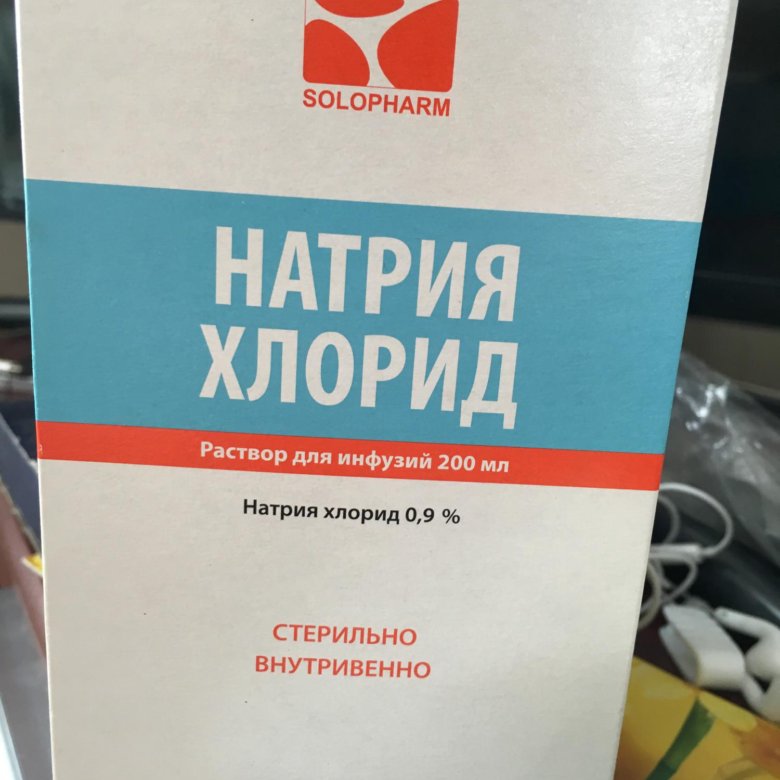 SOLOPHARM
НАТРИЯ
ХЛОРИД
Раствор для инфузий 200 мл
Натрия хлорид 0,9 %
СТЕРИЛЬНО
ВНУТРИВЕННО